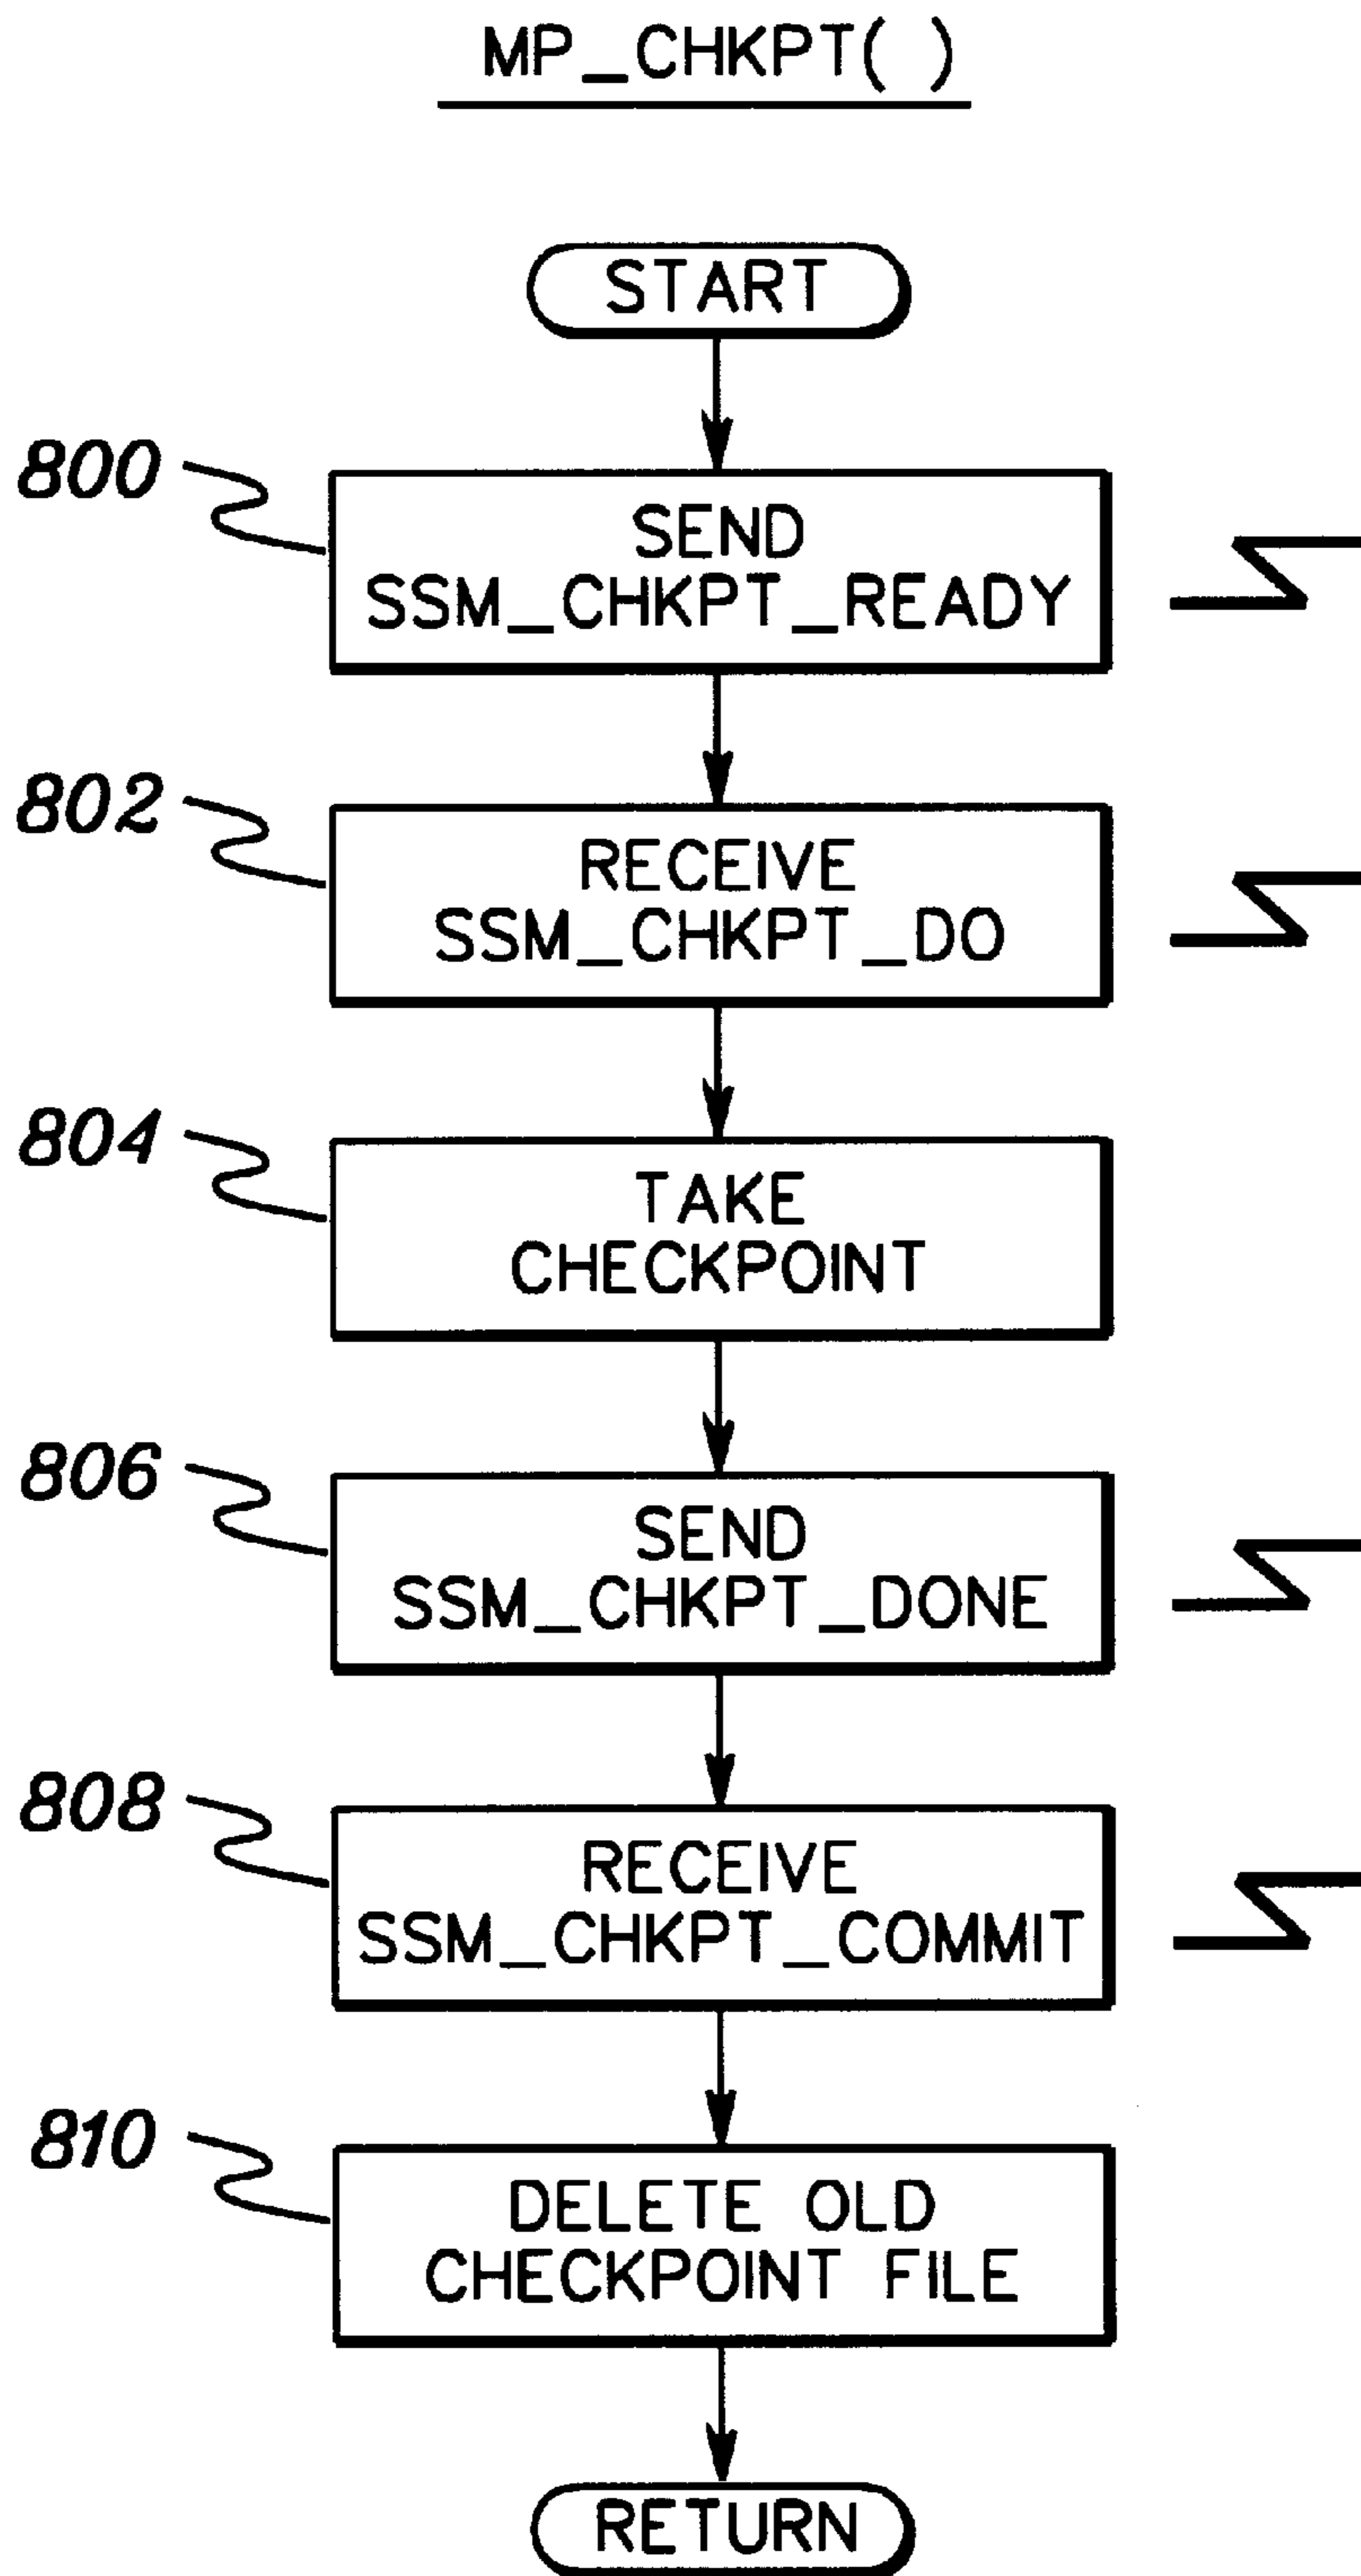 MP_CHKPT( )
START
800
SEND
SSM_CHKPT_READY
802
RECEIVE
SSM_CHKPT_DO
804
TAKE
CHECKPOINT
806
SEND
SSM_CHKPT_DONE
808
RECEIVE
SSM_CHKPT_COMMIT
810
DELETE OLD
CHECKPOINT FILE
RETURN